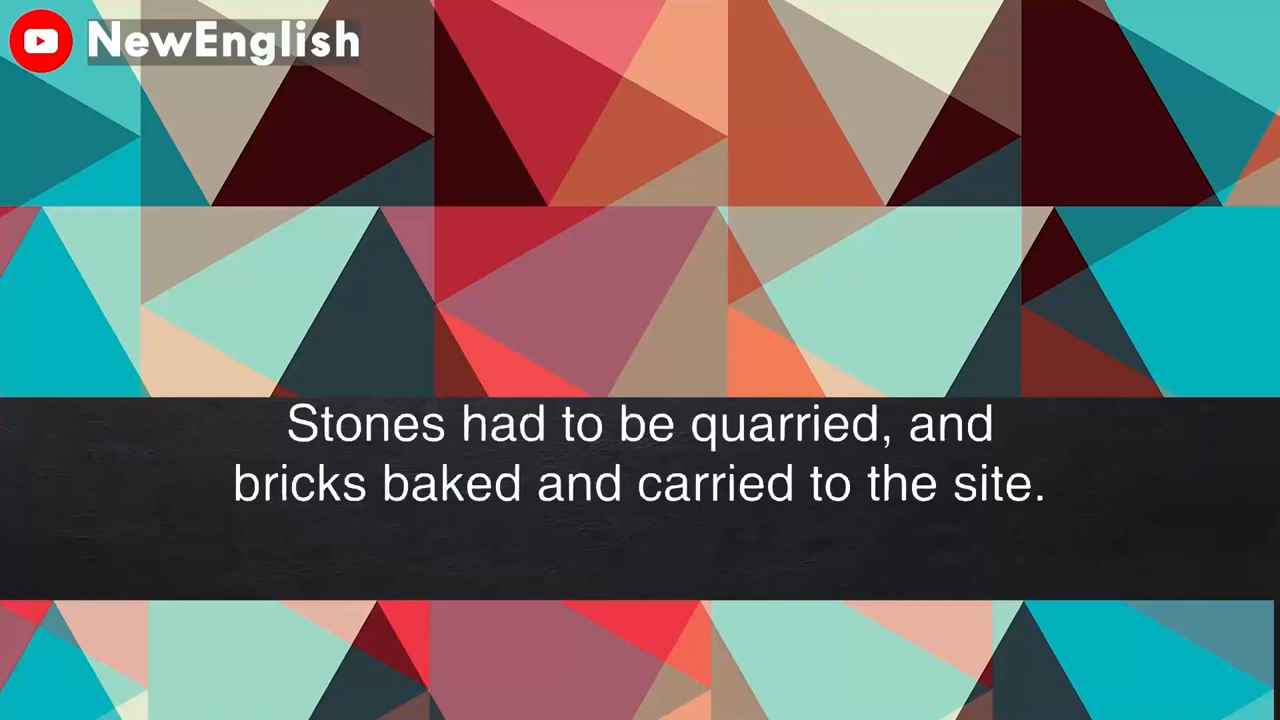 NewEnglish
Stones had to be quarried, and
bricks baked and carried to the site.